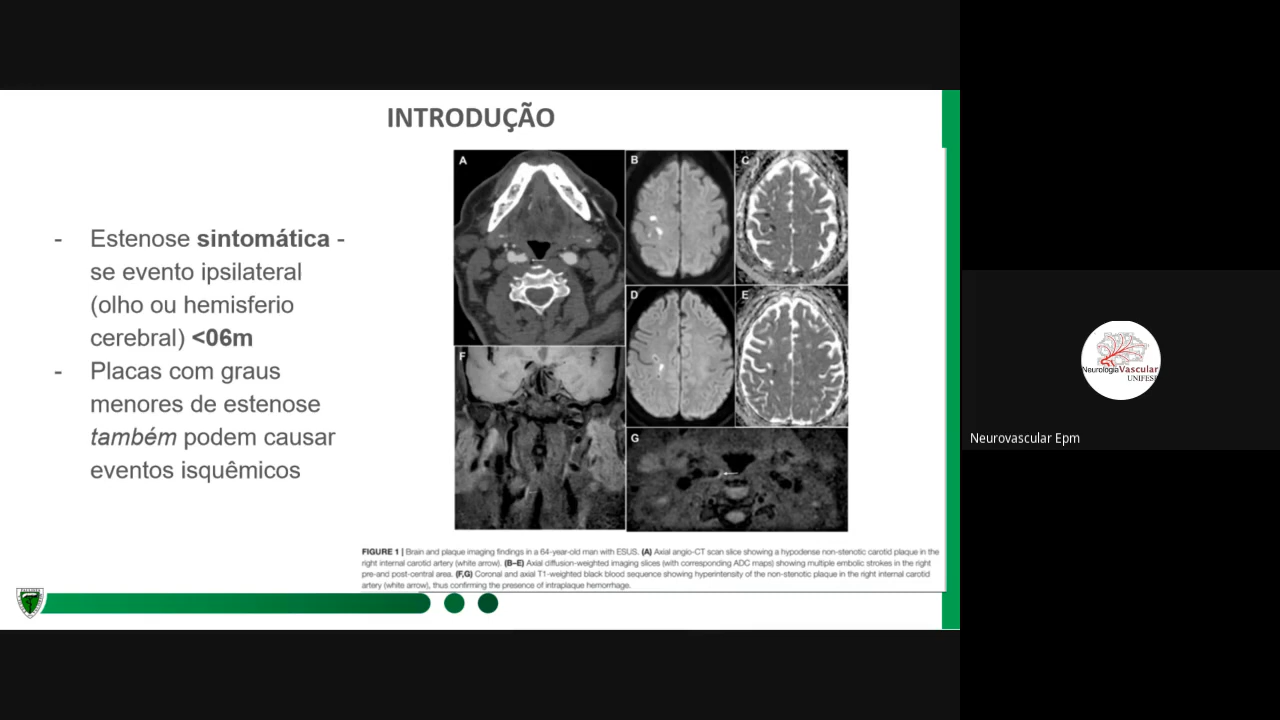 INTRODUÇÃO
- Estenose sintomática -
se evento ipsilateral
(olho ou hemisferio
cerebral) <06m
- Placas com graus
menores de estenose
também podem causar
eventos isquêmicos
A
B
C
D
E
F
G
FIGURE 1 | Brain and plaque imaging findings in a 64-year-old man with ESUS. (A) Axial angio-CT scan slice showing a hypodense non-stenotic carotid plaque in the
right internal carotid artery (white arrow). (B–E) Axial diffusion-weighted imaging slices (with corresponding ADC maps) showing multiple embolic strokes in the right
pre-and post-central area. (F,G) Coronal and axial T1-weighted black blood sequence showing hyperintensity of the non-stenotic plaque in the right internal carotid
artery (white arrow), thus confirming the presence of intraplaque hemorrhage.
NeurologiaVascular
UNIFES
Neurovascular Epm